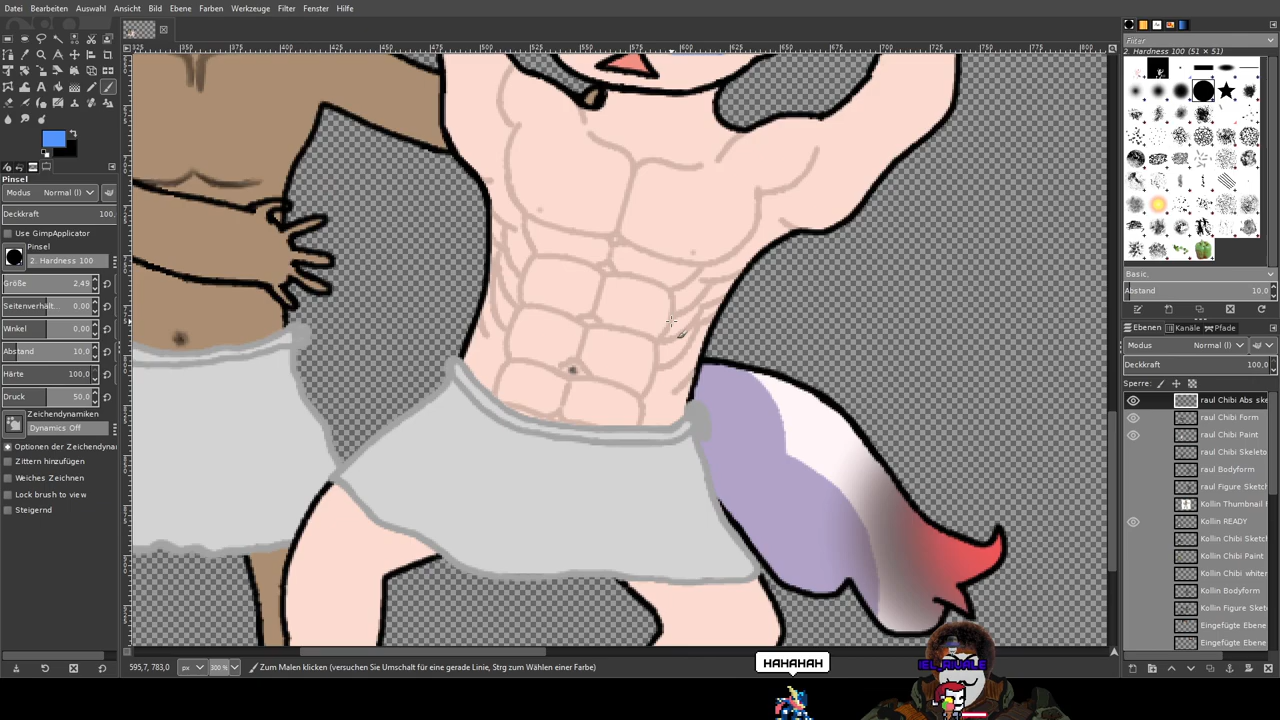 Datei Bearbeiten Auswahl Ansicht Bild Ebene Farben Werkzeuge Filter Fenster Hilfe
Filter
2. Hardness 100 (51 × 51)
Pinsel
Modus Normal (l)
Deckkraft 100,
Use GimpApplicator
Pinsel
2. Hardness 100
Größe 2,49
Seitenverhält... 0,00
Winkel 0,00
Abstand 10,0
Härte 100,0
Druck 50,0
Zeichendynamiken
Dynamics Off
Optionen der Zeichendyna
Zittern hinzufügen
Weiches Zeichnen
Lock brush to view
Steigernd
Basic,
Abstand 10,0
Ebenen Kanäle Pfade
Modus Normal (l)
Deckkraft 100,0
Sperre:
raul Chibi Abs ske
raul Chibi Form
raul Chibi Paint
raul Chibi Skeleto
raul Bodyform
raul Figure Sketch
Kollin Thumbnail
Kollin READY
Kollin Chibi Sketch
Kollin Chibi Paint
Kollin Chibi whiter
Kollin Bodyform
Kollin Figure Sketc
Eingefügte Ebene
Eingefügte Ebene
595,7, 783,0 px 300 % Zum Malen klicken (versuchen Sie Umschalt für eine gerade Linie, Strg zum Wählen einer Farbe)
HAHAHAH